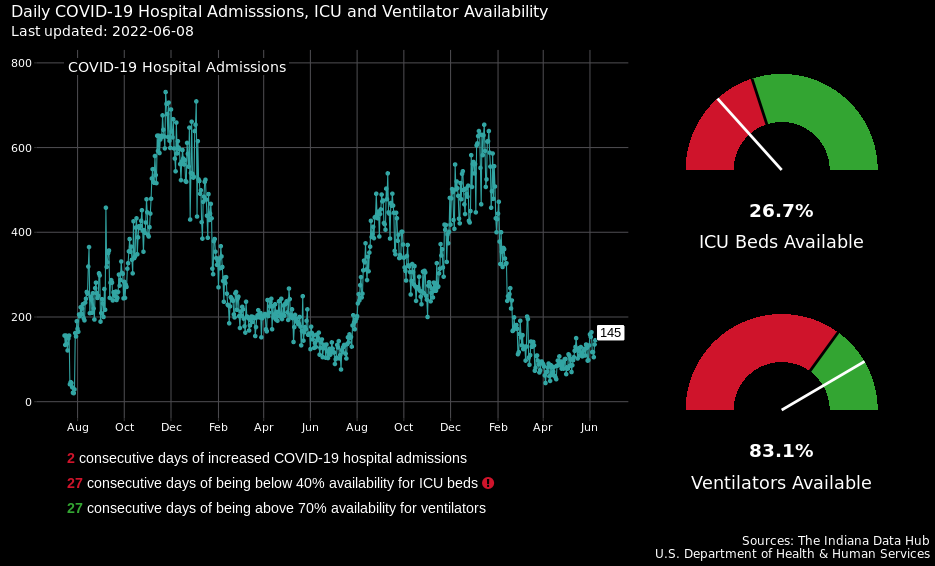 Daily COVID-19 Hospital Admisssions, ICU and Ventilator Availability
Last updated: 2022-06-08
COVID-19 Hospital Admissions
800
600
400
200
0
145
Aug Oct Dec Feb Apr Jun Aug Oct Dec Feb Apr Jun
26.7%
ICU Beds Available
83.1%
Ventilators Available
2 consecutive days of increased COVID-19 hospital admissions
27 consecutive days of being below 40% availability for ICU beds !
27 consecutive days of being above 70% availability for ventilators
Sources: The Indiana Data Hub
U.S. Department of Health & Human Services